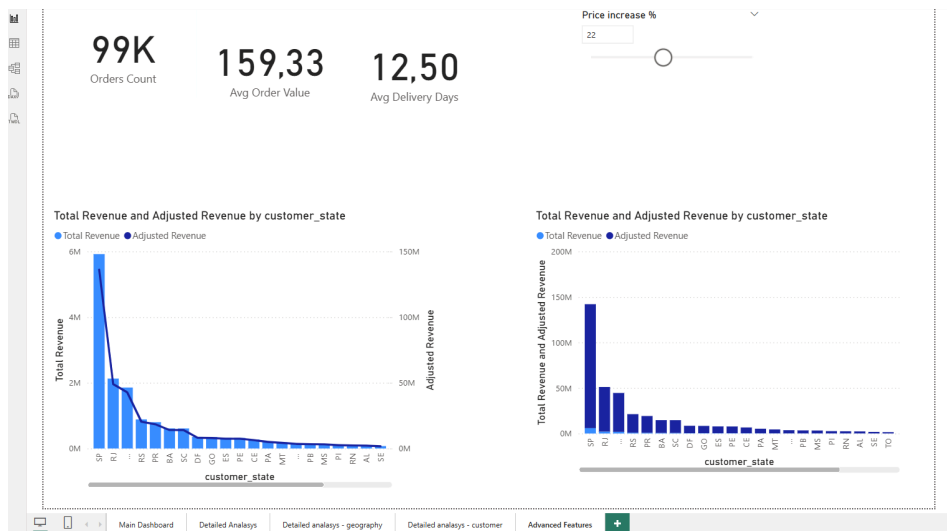 Price increase %
22
99K
Orders Count
159,33
Avg Order Value
12,50
Avg Delivery Days
Total Revenue and Adjusted Revenue by customer_state
Total Revenue Adjusted Revenue
6M
4M
2M
0M
Total Revenue
150M
100M
50M
0M
Adjusted Revenue
SP RJ ... RS PR BA SC DF GO ES PE CE PA MT ... PB MS PI RN AL SE
customer_state
Total Revenue and Adjusted Revenue by customer_state
Total Revenue Adjusted Revenue
200M
150M
100M
50M
0M
Total Revenue and Adjusted Revenue
SP RJ ... RS PR BA SC DF GO ES PE CE PA MT ... PB MS PI RN AL SE TO
customer_state
Main Dashboard Detailed Analasys Detailed analasys - geography Detailed analasys - customer Advanced Features +